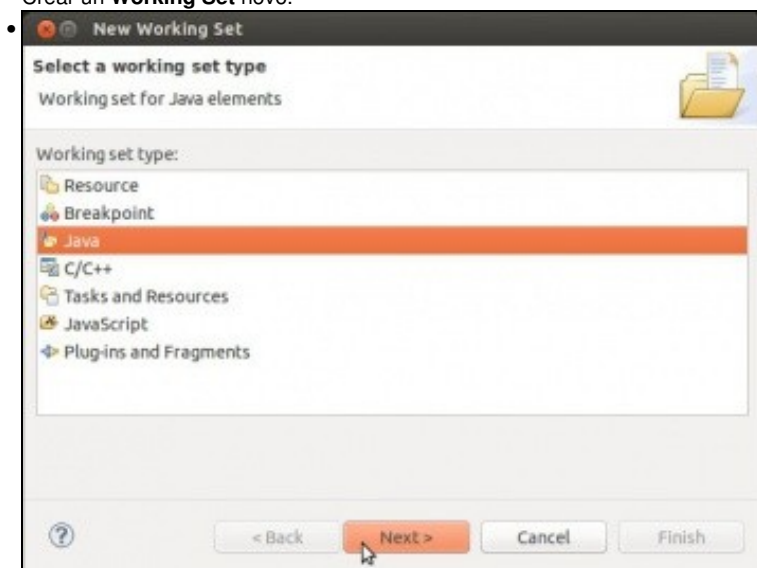 Crear un Working Set novo.
New Working Set
Select a working set type
Working set for Java elements
Working set type:
Resource
Breakpoint
Java
C/C++
Tasks and Resources
JavaScript
Plug-ins and Fragments
? < Back Next > Cancel Finish